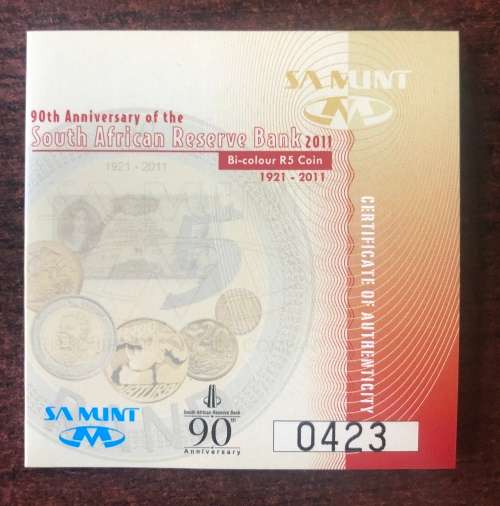 SA MINT
90th Anniversary of the
South African Reserve Bank 2011
Bi-colour R5 Coin
1921 - 2011
1921 - 2011
CERTIFICATE OF AUTHENTICITY
SA MINT
South African Reserve Bank
90th
Anniversary
0423